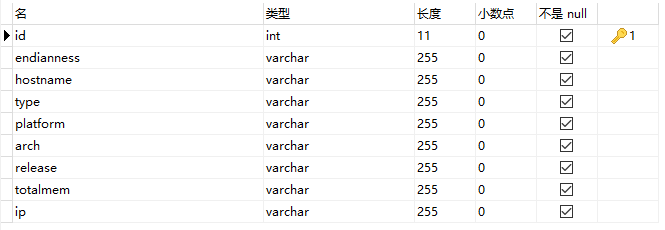 名 类型 长度 小数点 不是 null
id int 11 0 1
endianness varchar 255 0
hostname varchar 255 0
type varchar 255 0
platform varchar 255 0
arch varchar 255 0
release varchar 255 0
totalmem varchar 255 0
ip varchar 255 0